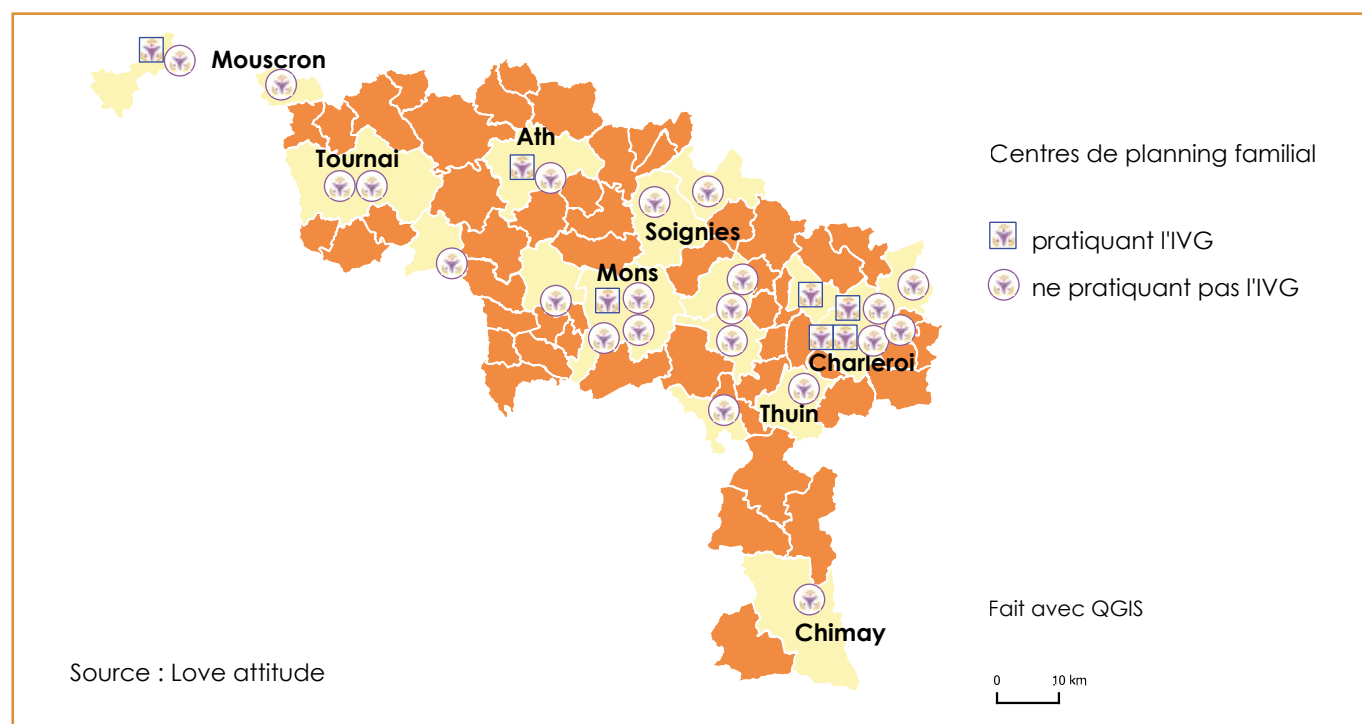 Mouscron
Ath
Tournai
Centres de planning familial
Soignies
pratiquant l'IVG
Mons
ne pratiquant pas l'IVG
Charleroi
Thuin
Fait avec QGIS
Chimay
Source : Love attitude
0 10 km